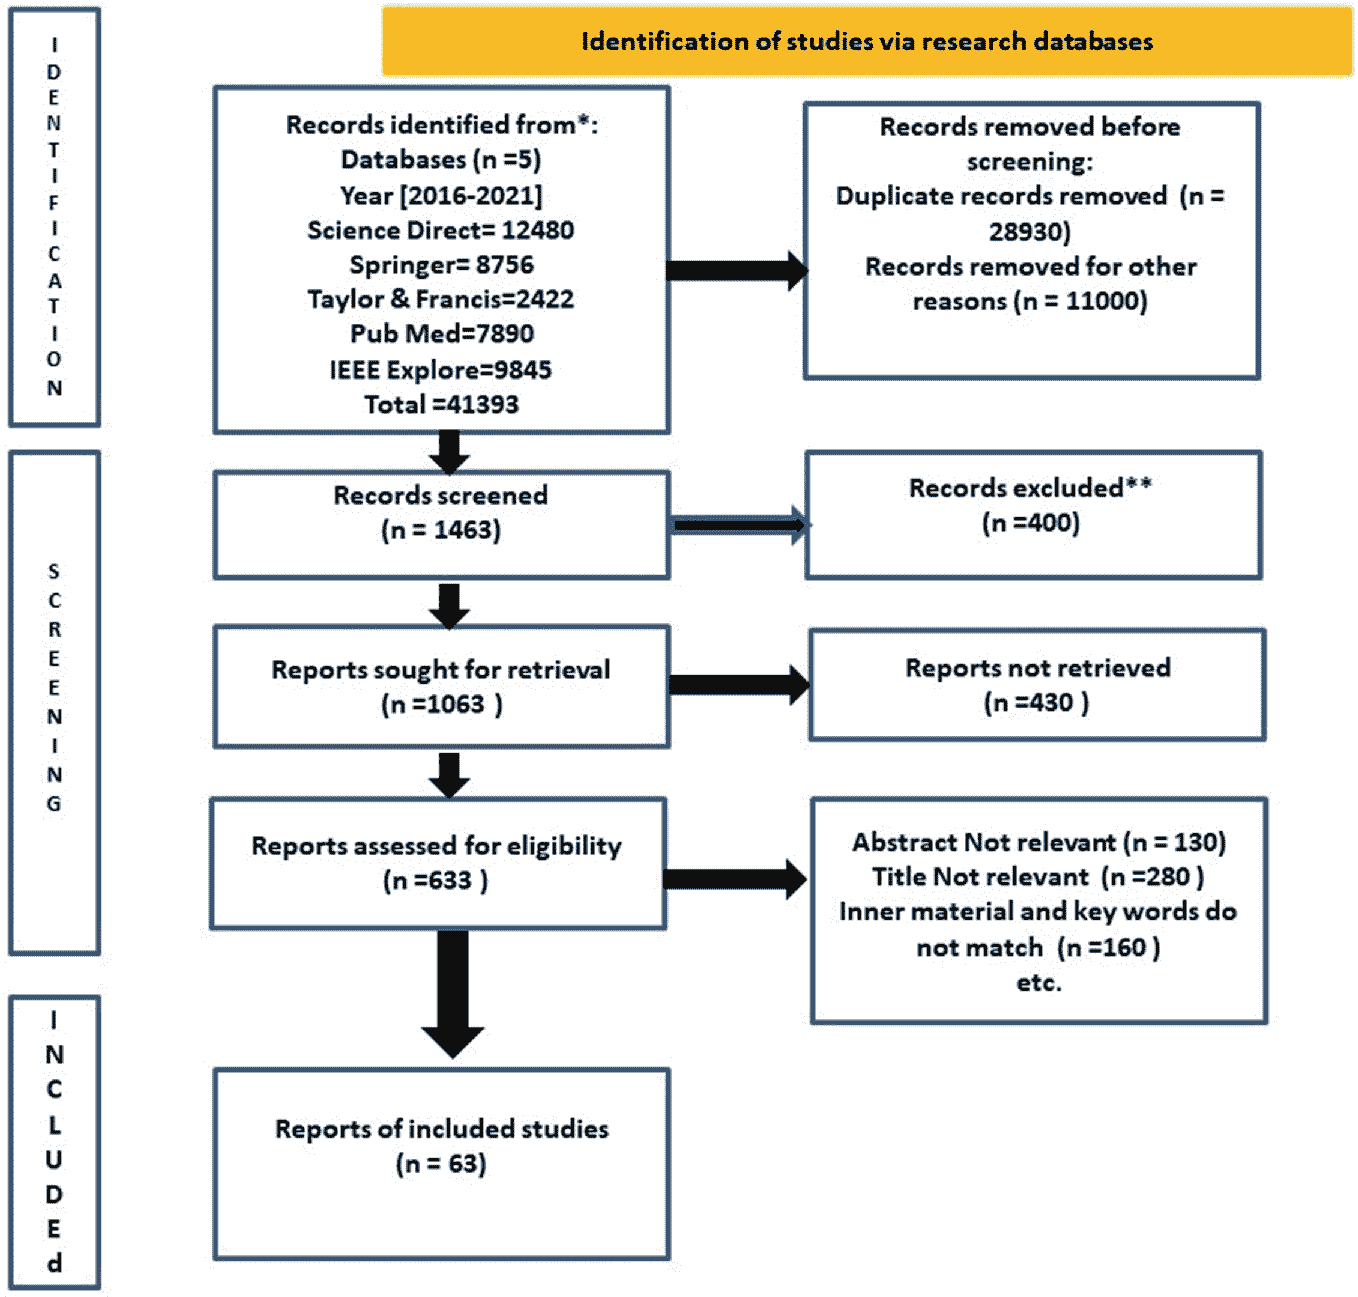 Identification of studies via research databases
IDENTIFICATION
Records identified from*:
Databases (n =5)
Year [2016-2021]
Science Direct= 12480
Springer= 8756
Taylor & Francis=2422
Pub Med=7890
IEEE Explore=9845
Total =41393
Records removed before
screening:
Duplicate records removed (n =
28930)
Records removed for other
reasons (n = 11000)
SCREENING
Records screened
(n = 1463)
Records excluded**
(n =400)
Reports sought for retrieval
(n =1063 )
Reports not retrieved
(n =430 )
Reports assessed for eligibility
(n =633 )
Abstract Not relevant (n = 130)
Title Not relevant (n =280 )
Inner material and key words do
not match (n =160 )
etc.
INCLUDEd
Reports of included studies
(n = 63)